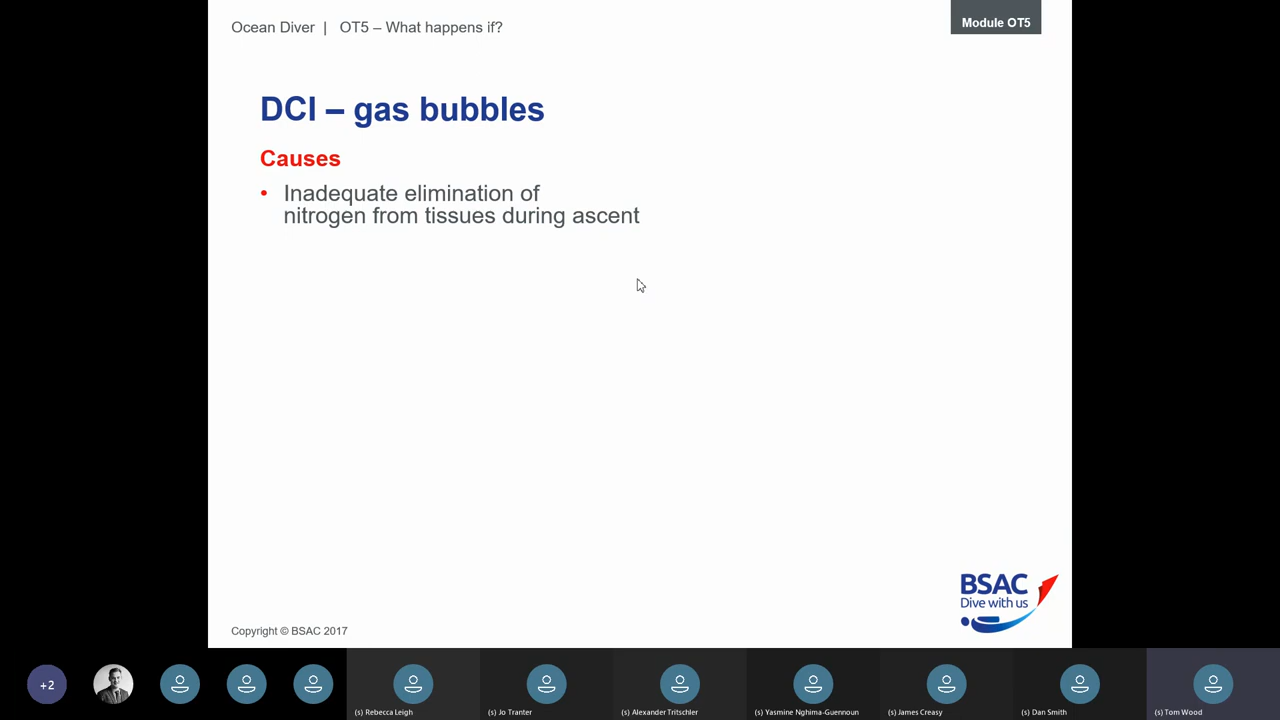 Ocean Diver | OT5 – What happens if?
Module OT5
DCI – gas bubbles
Causes
• Inadequate elimination of
nitrogen from tissues during ascent
BSAC
Dive with us
Copyright © BSAC 2017
+2
(s) Rebecca Leigh
(s) Jo Tranter
(s) Alexander Tritschler
(s) Yasmine Nghima-Guennoun
(s) James Creasy
(s) Dan Smith
(s) Tom Wood